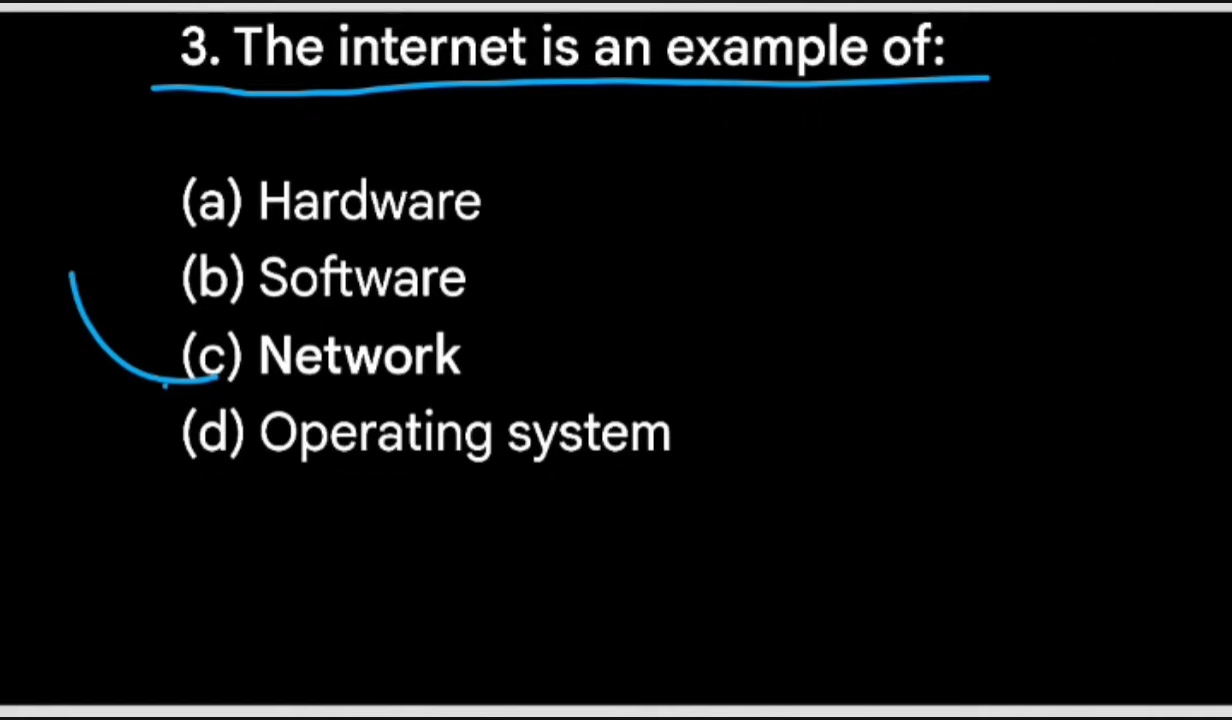 3. The internet is an example of:
(a) Hardware
(b) Software
(c) Network
(d) Operating system